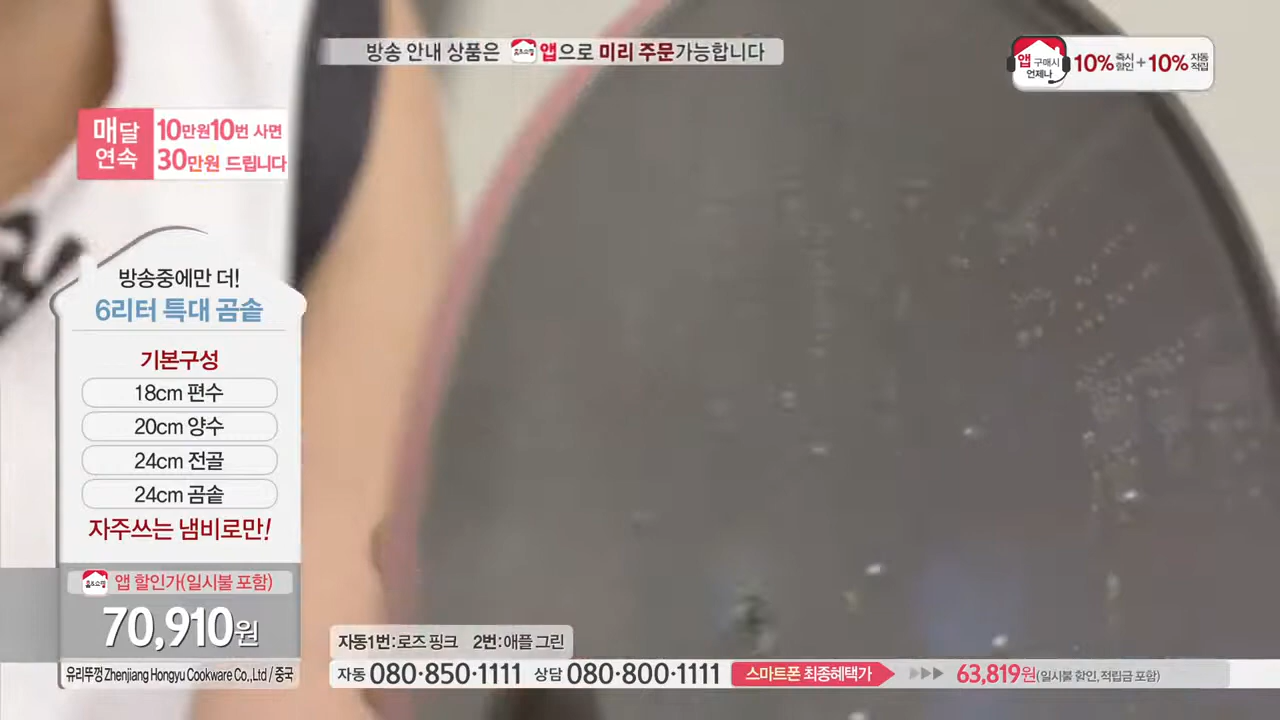 방송 안내 상품은 홈&쇼핑 앱으로 미리 주문가능합니다
앱 구매시 언제나 10% 즉시할인 + 10% 자동적립
매달 연속
10만원10번 사면
30만원 드립니다
방송중에만 더!
6리터 특대 곰솥
기본구성
18cm 편수
20cm 양수
24cm 전골
24cm 곰솥
자주쓰는 냄비로만!
홈&쇼핑 앱 할인가(일시불 포함)
70,910원
유리뚜껑 Zhenjiang Hongyu Cookware Co.,Ltd / 중국
자동1번:로즈 핑크 2번:애플 그린
자동 080·850·1111 상담 080·800·1111 스마트폰 최종혜택가 63,819원(일시불 할인, 적립금 포함)